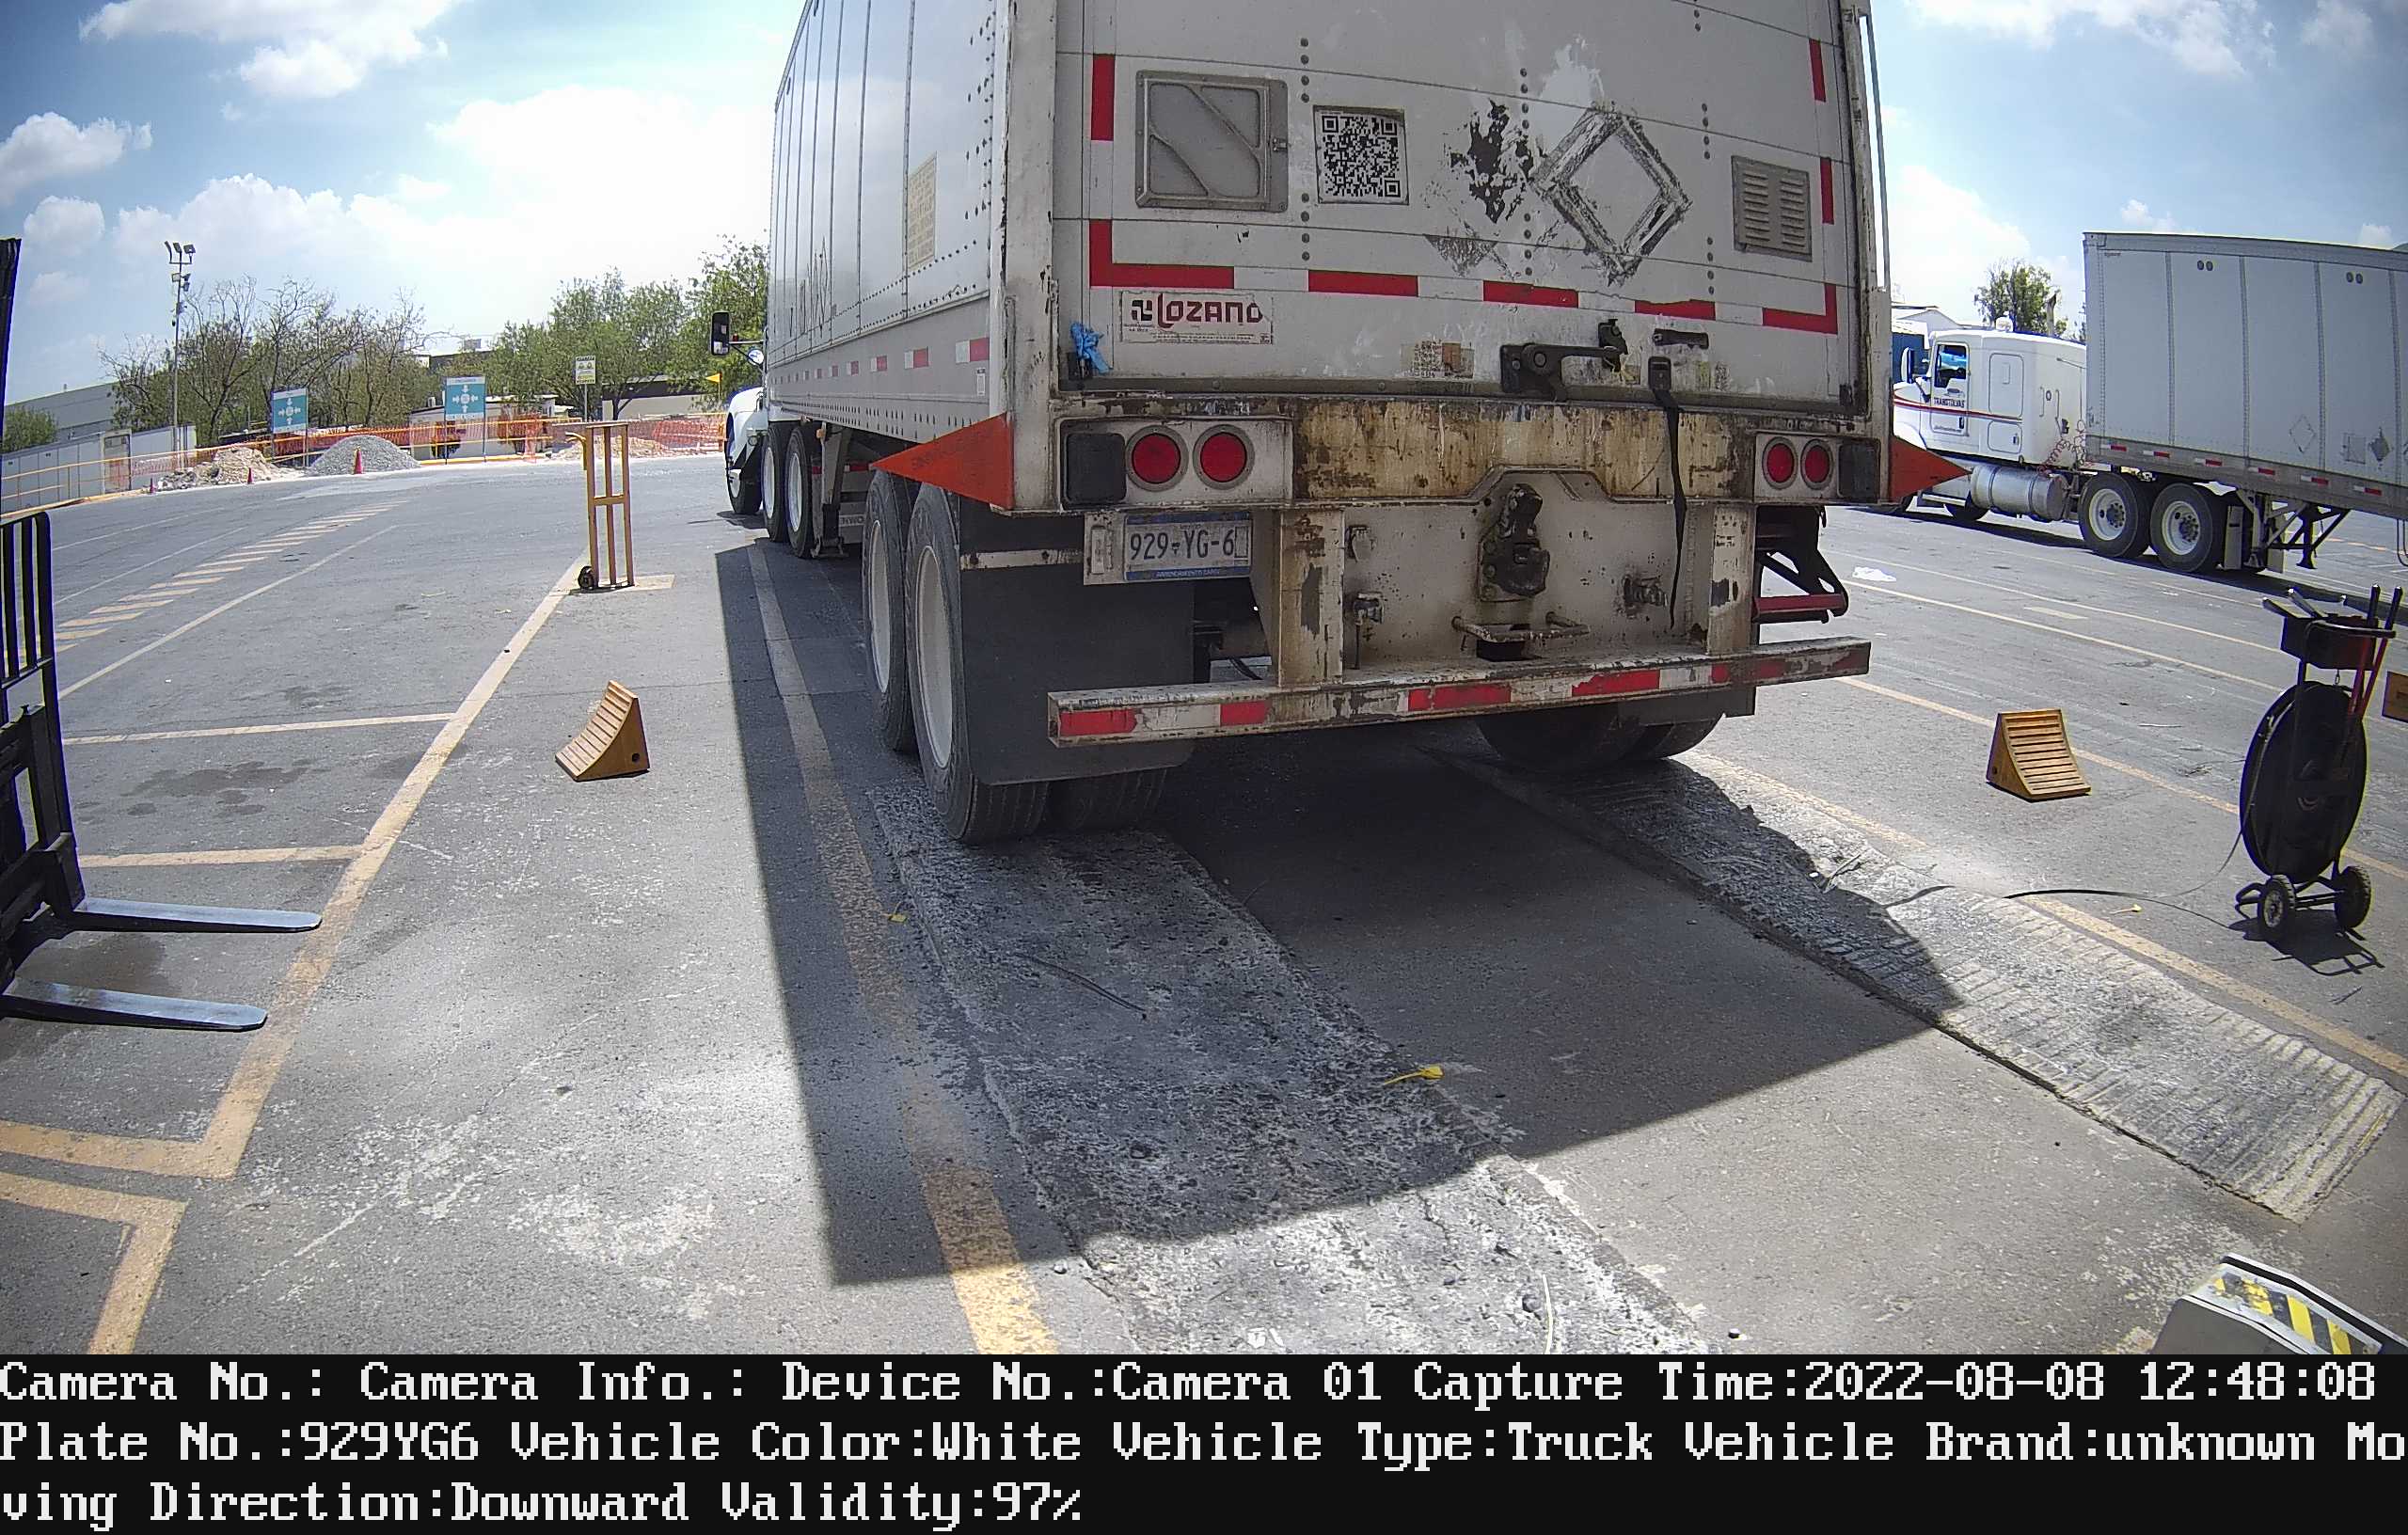 LOZANO
929-YG-6
TRANSTOLVAS
Camera No.: Camera Info.: Device No.:Camera 01 Capture Time:2022-08-08 12:48:08
Plate No.:929YG6 Vehicle Color:White Vehicle Type:Truck Vehicle Brand:unknown Mo
ving Direction:Downward Validity:97%